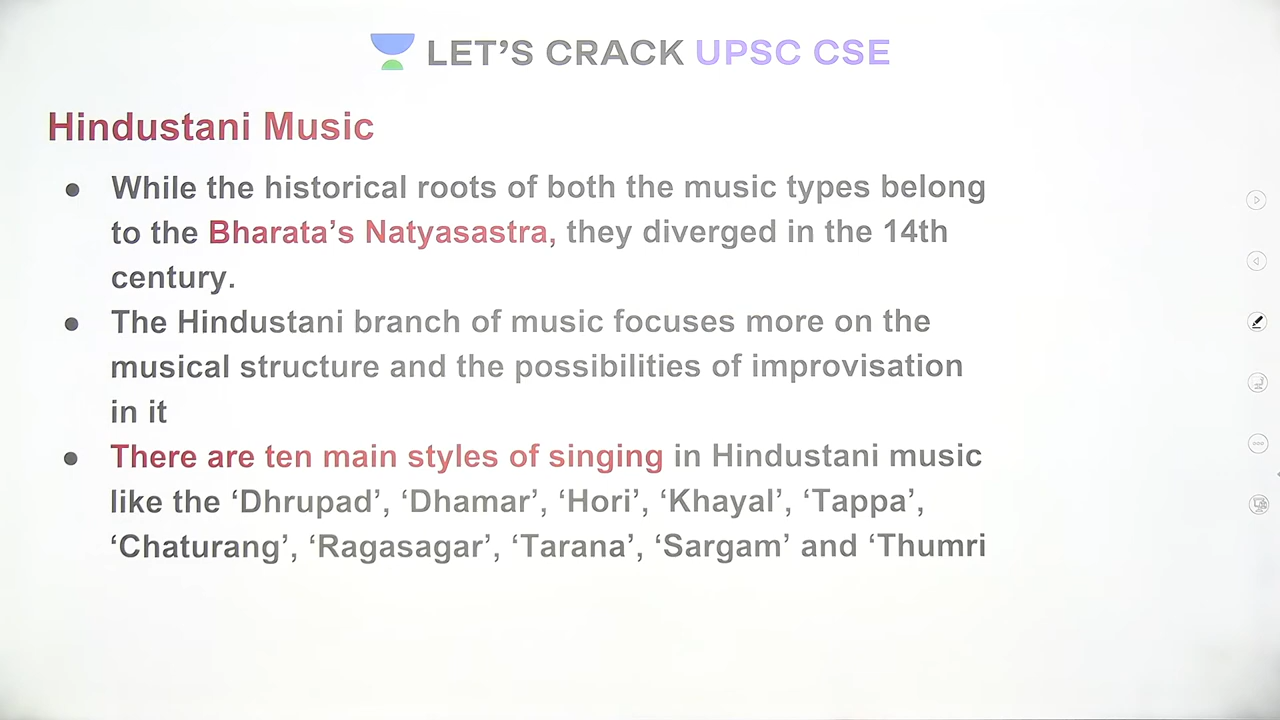 LET’S CRACK UPSC CSE
Hindustani Music
● While the historical roots of both the music types belong
to the Bharata’s Natyasastra, they diverged in the 14th
century.
● The Hindustani branch of music focuses more on the
musical structure and the possibilities of improvisation
in it
● There are ten main styles of singing in Hindustani music
like the ‘Dhrupad’, ‘Dhamar’, ‘Hori’, ‘Khayal’, ‘Tappa’,
‘Chaturang’, ‘Ragasagar’, ‘Tarana’, ‘Sargam’ and ‘Thumri